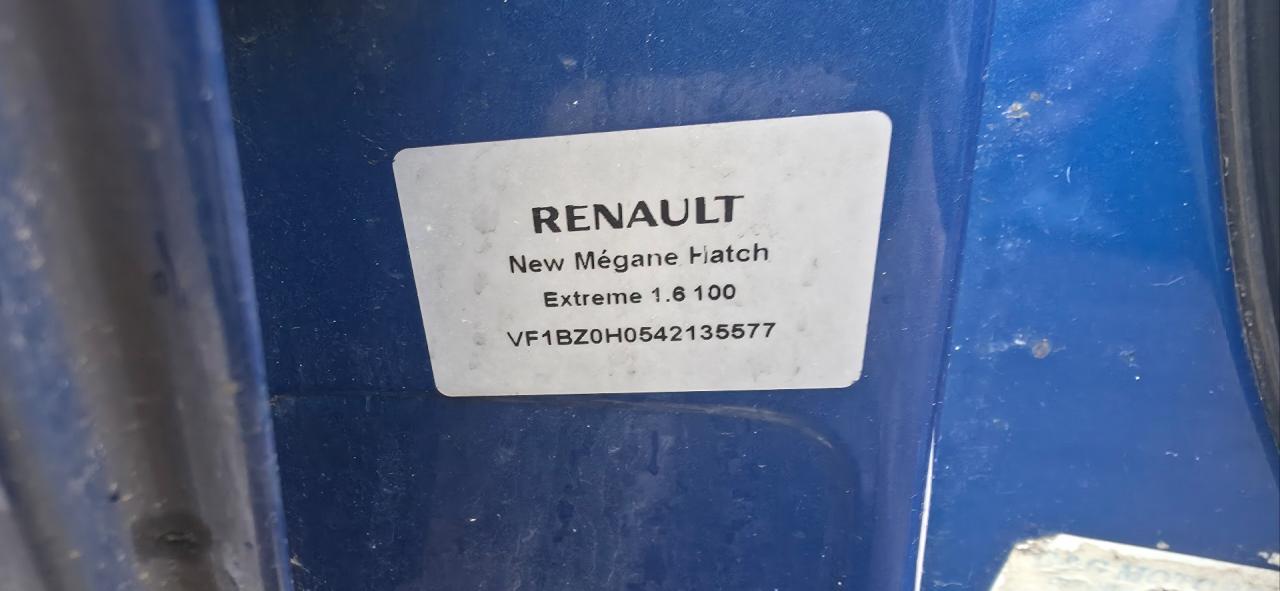 RENAULT
New Mégane Hatch
Extreme 1.6 100
VF1BZ0H0542135577